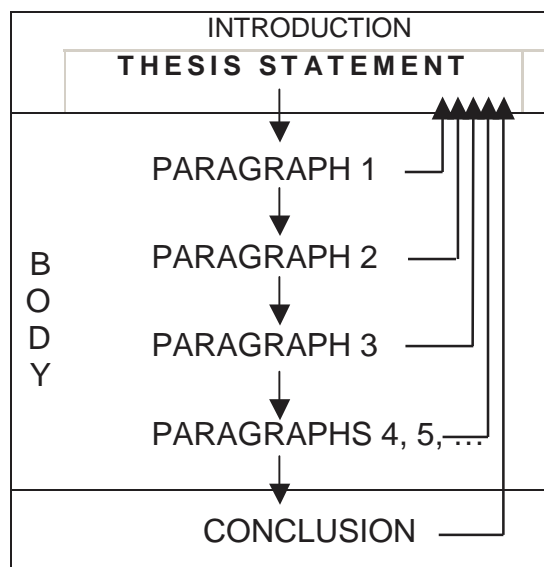 INTRODUCTION
THESIS STATEMENT
PARAGRAPH 1
PARAGRAPH 2
B
O
D
Y
PARAGRAPH 3
PARAGRAPHS 4, 5, …
CONCLUSION